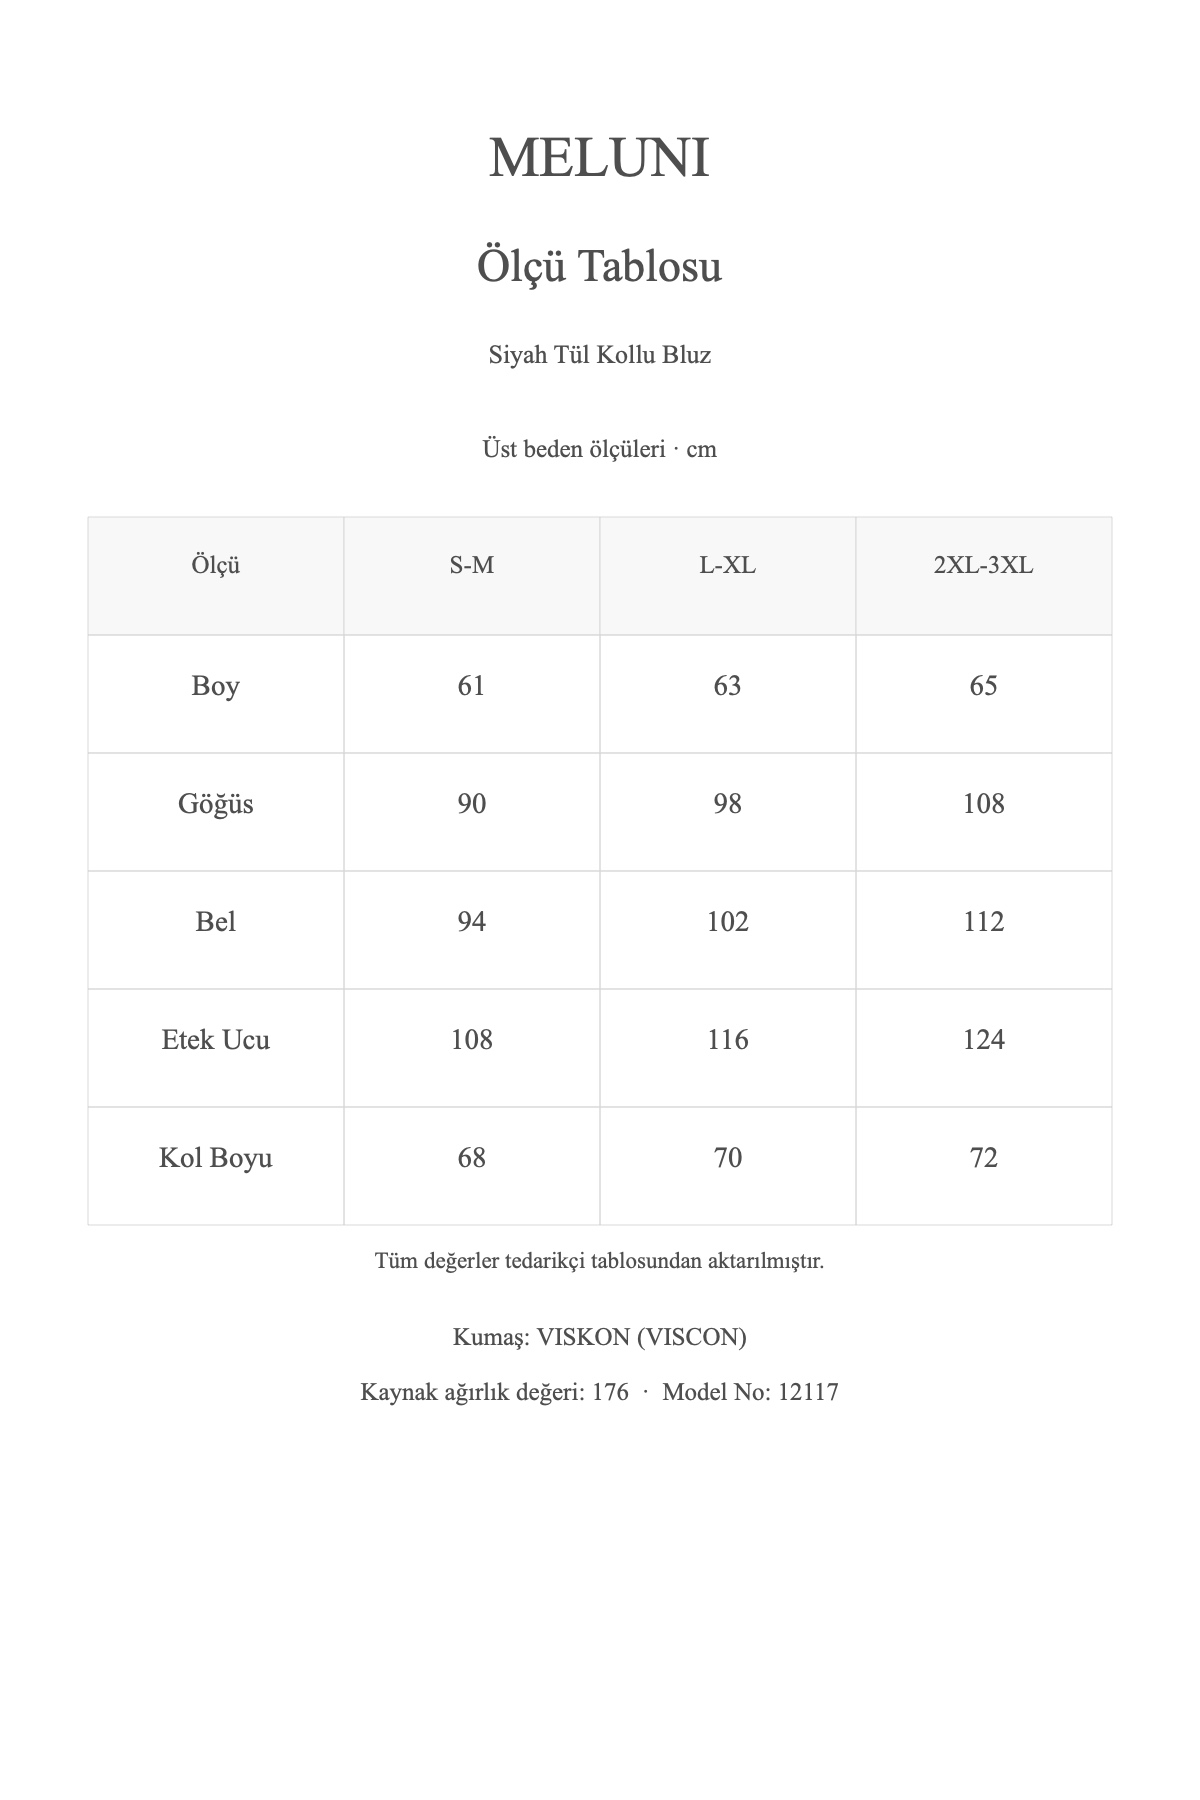 MELUNI
Ölçü Tablosu
Siyah Tül Kollu Bluz
Üst beden ölçüleri · cm
Ölçü S-M L-XL 2XL-3XL
Boy 61 63 65
Göğüs 90 98 108
Bel 94 102 112
Etek Ucu 108 116 124
Kol Boyu 68 70 72
Tüm değerler tedarikçi tablosundan aktarılmıştır.
Kumaş: VISKON (VISCON)
Kaynak ağırlık değeri: 176 · Model No: 12117